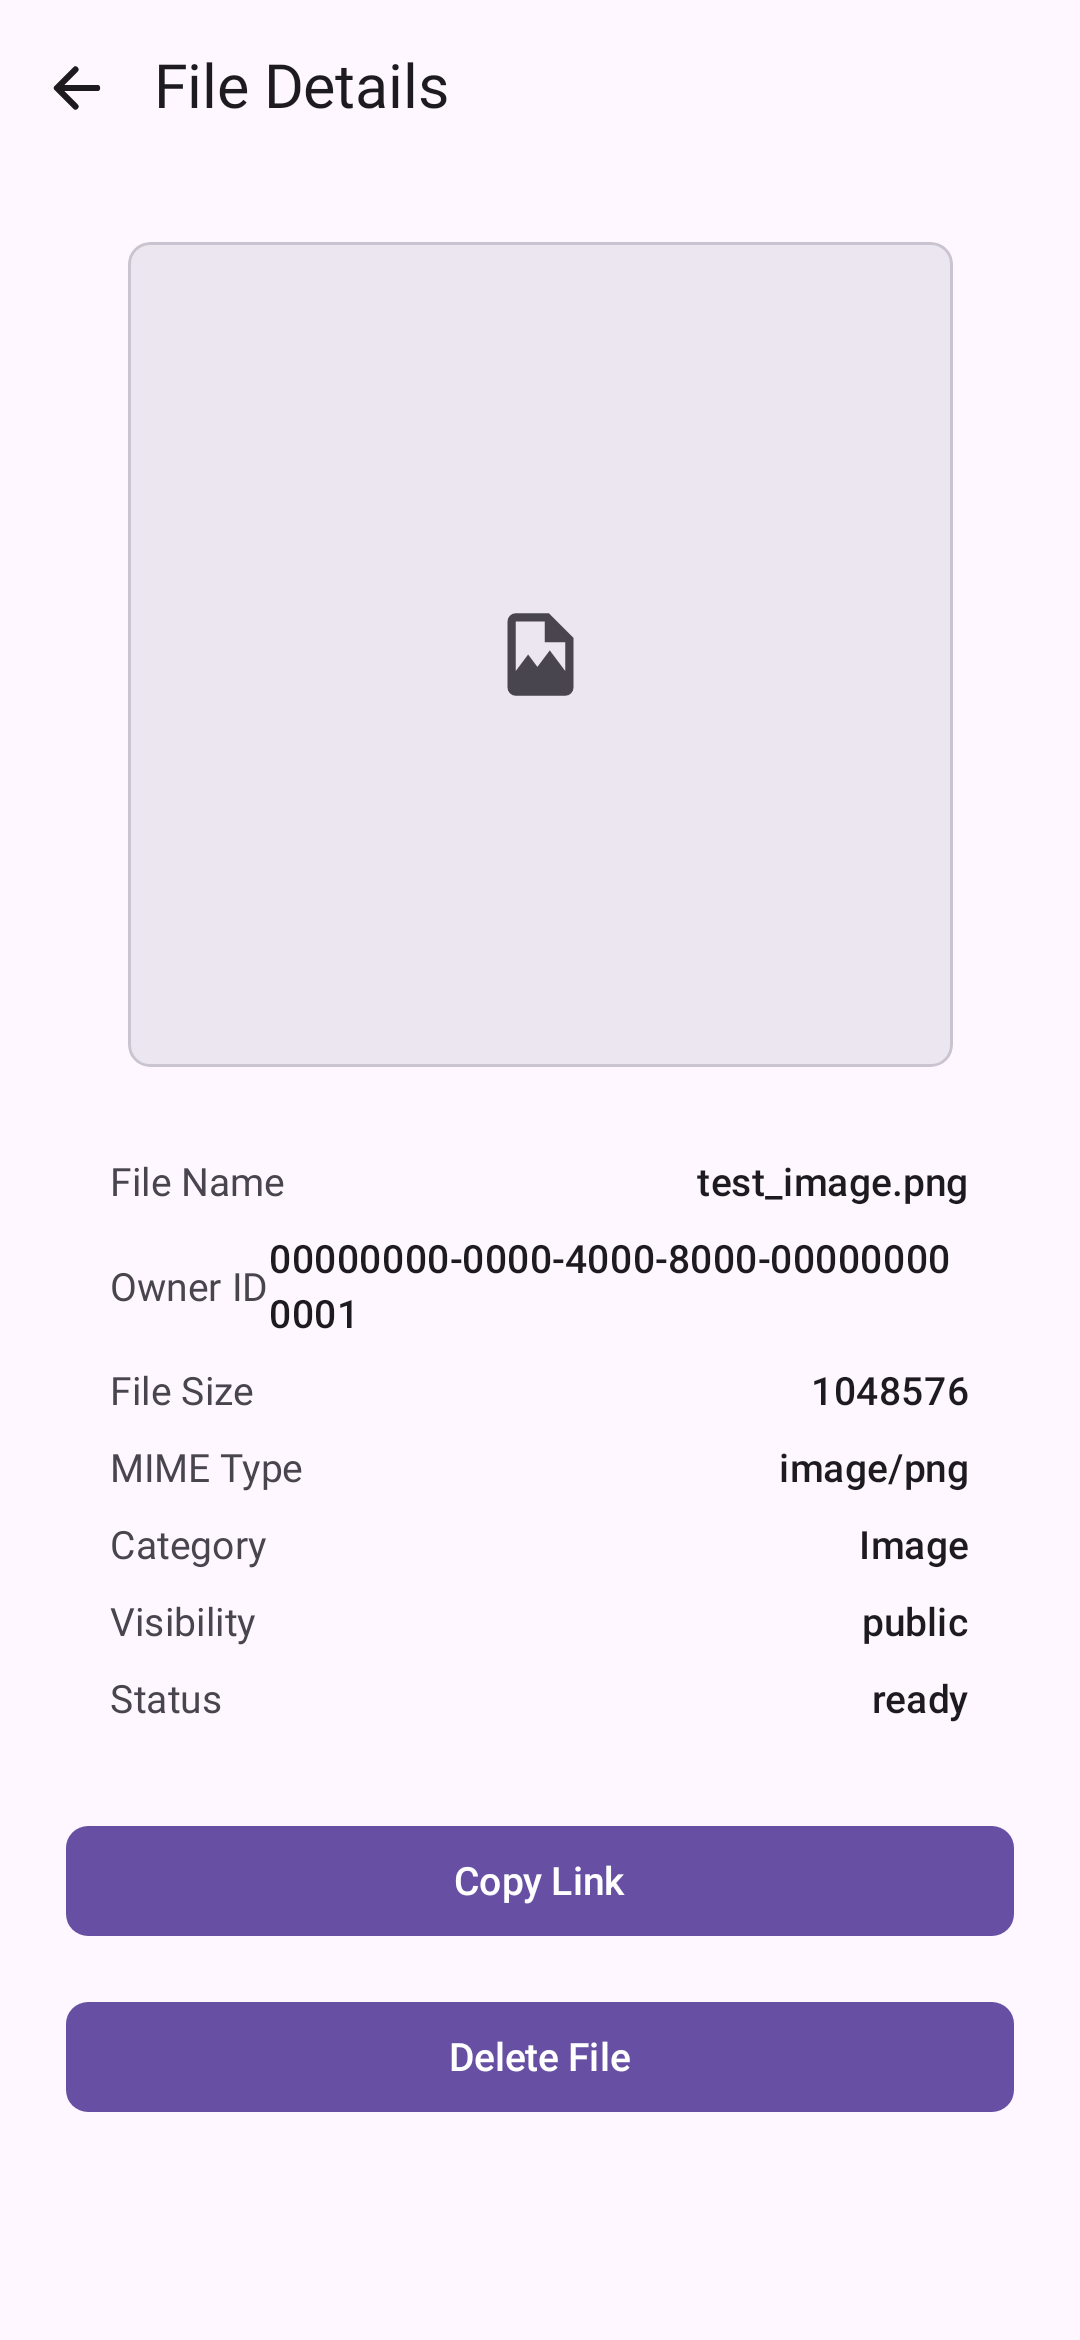 File Details
File Name test_image.png
Owner ID 00000000-0000-4000-8000-00000000
0001
File Size 1048576
MIME Type image/png
Category Image
Visibility public
Status ready
Copy Link
Delete File